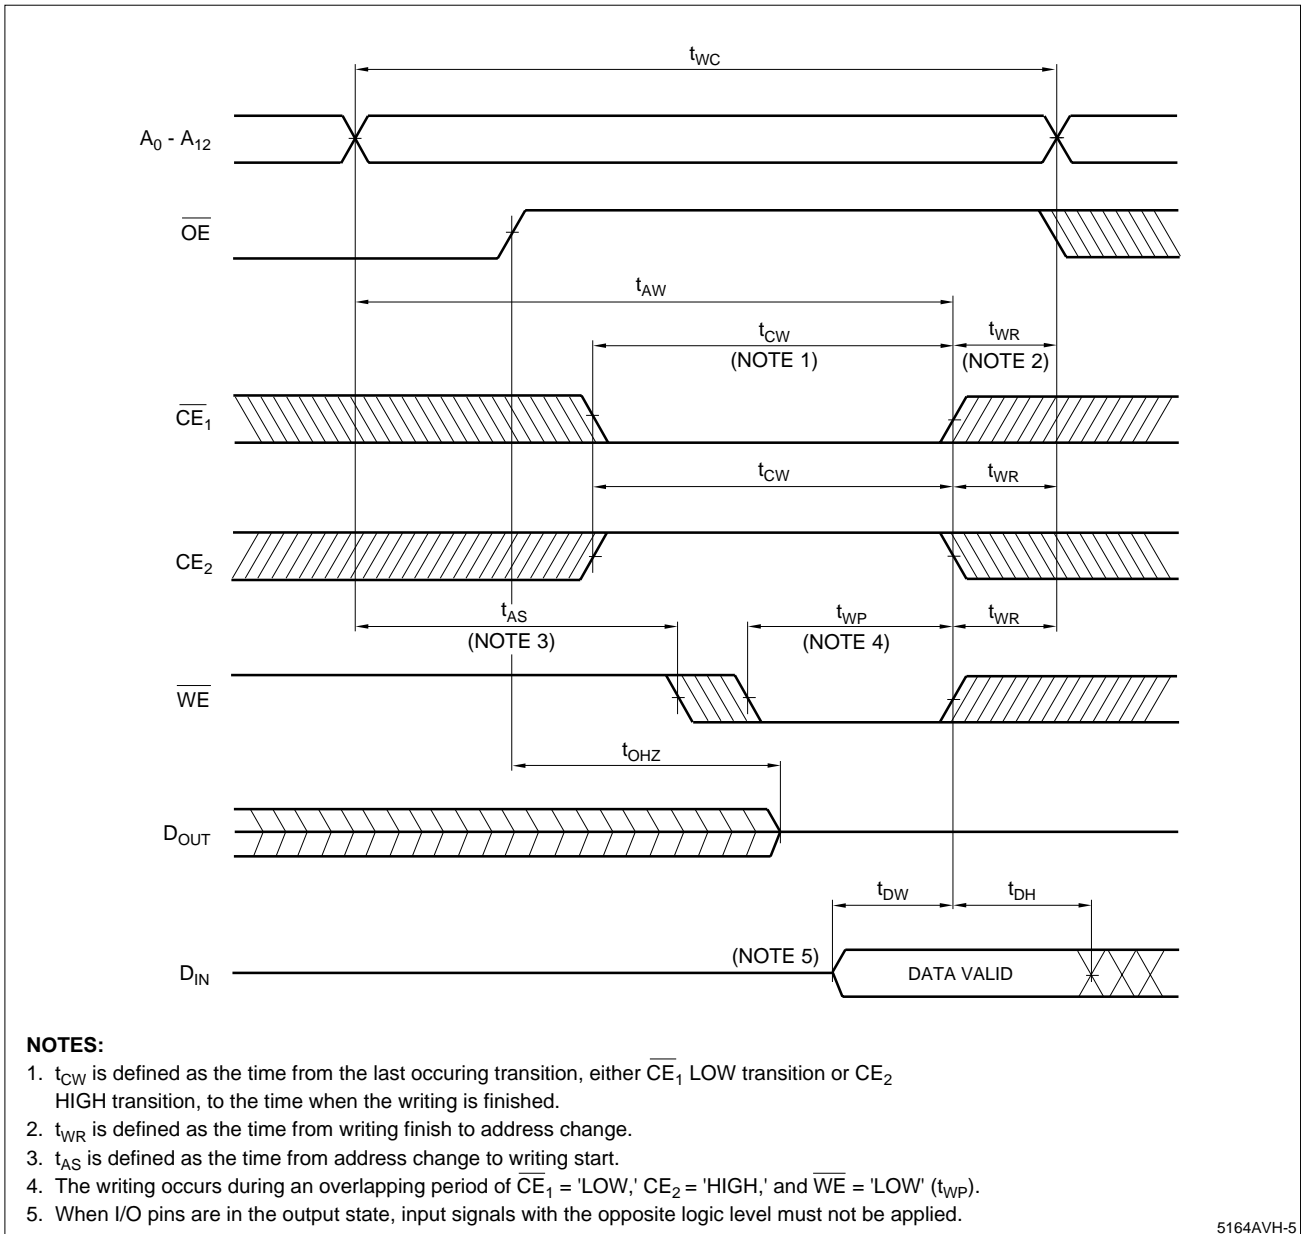 tWC
A0 - A12
OE
tAW
tCW
(NOTE 1)
tWR
(NOTE 2)
CE1
tCW
tWR
CE2
tAS
(NOTE 3)
tWP
(NOTE 4)
tWR
WE
tOHZ
DOUT
tDW
tDH
(NOTE 5)
DIN
DATA VALID
NOTES:
1. tCW is defined as the time from the last occuring transition, either CE1 LOW transition or CE2
HIGH transition, to the time when the writing is finished.
2. tWR is defined as the time from writing finish to address change.
3. tAS is defined as the time from address change to writing start.
4. The writing occurs during an overlapping period of CE1 = 'LOW,' CE2 = 'HIGH,' and WE = 'LOW' (tWP).
5. When I/O pins are in the output state, input signals with the opposite logic level must not be applied.
5164AVH-5